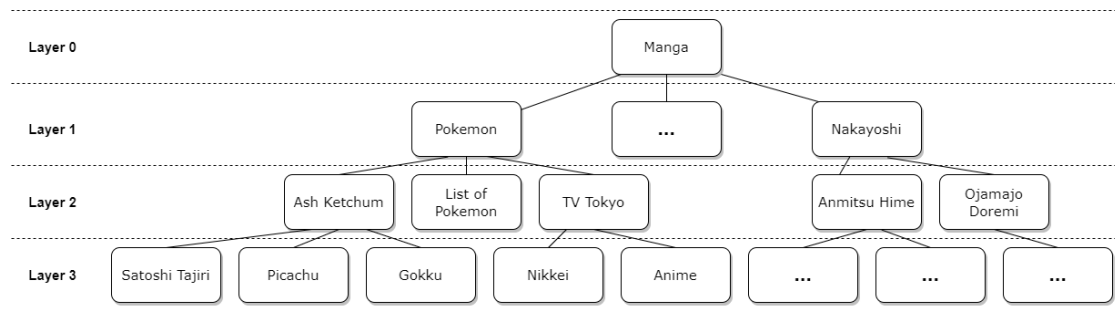 Layer 0
Manga
Layer 1
Pokemon
...
Nakayoshi
Layer 2
Ash Ketchum
List of
Pokemon
TV Tokyo
Anmitsu Hime
Ojamajo
Doremi
Layer 3
Satoshi Tajiri
Picachu
Gokku
Nikkei
Anime
...
...
...